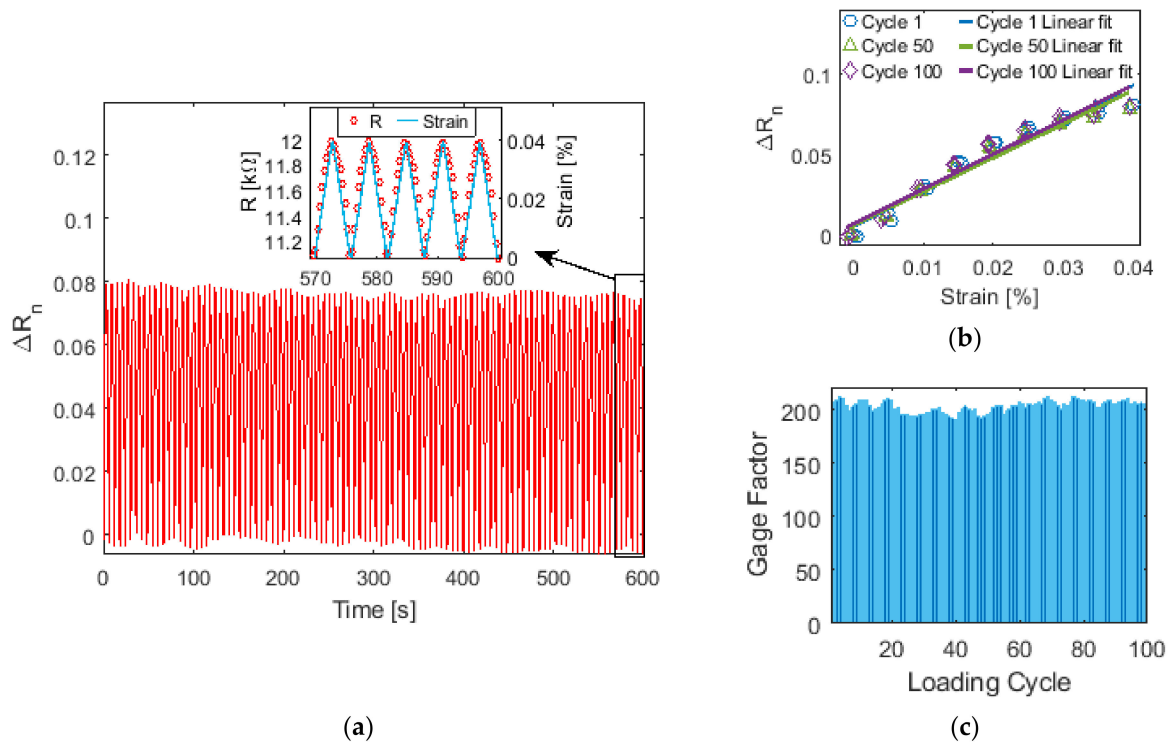 R Strain
0.12
0.1
0.08
0.06
0.04
0.02
0
ΔRn
0 100 200 300 400 500 600
Time [s]
12
11.8
11.6
11.4
11.2
R [kΩ]
0.04
0.02
0
Strain [%]
570 580 590 600
(a)
Cycle 1 Cycle 1 Linear fit
Cycle 50 Cycle 50 Linear fit
Cycle 100 Cycle 100 Linear fit
0.1
0.05
0
ΔRn
0 0.01 0.02 0.03 0.04
Strain [%]
(b)
200
150
100
50
0
Gage Factor
20 40 60 80 100
Loading Cycle
(c)